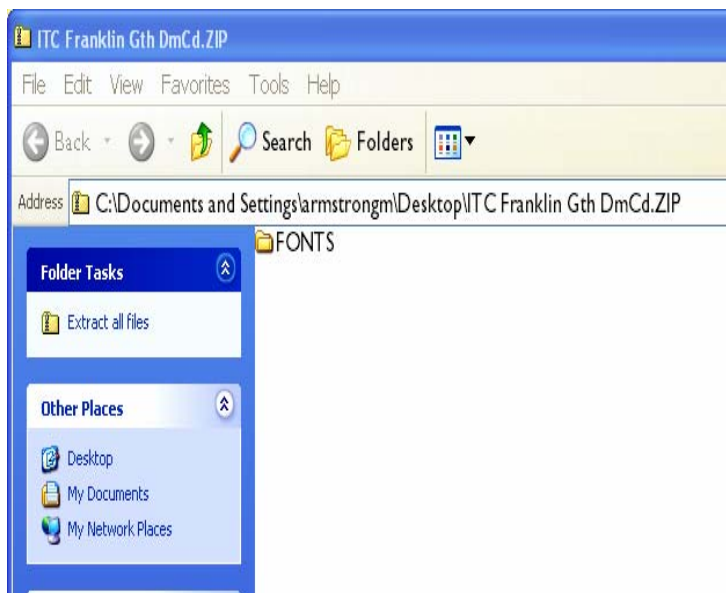 ITC Franklin Gth DmCd.ZIP
File Edit View Favorites Tools Help
Back Search Folders
Address C:\Documents and Settings\armstrongm\Desktop\ITC Franklin Gth DmCd.ZIP
Folder Tasks
Extract all files
Other Places
Desktop
My Documents
My Network Places
FONTS